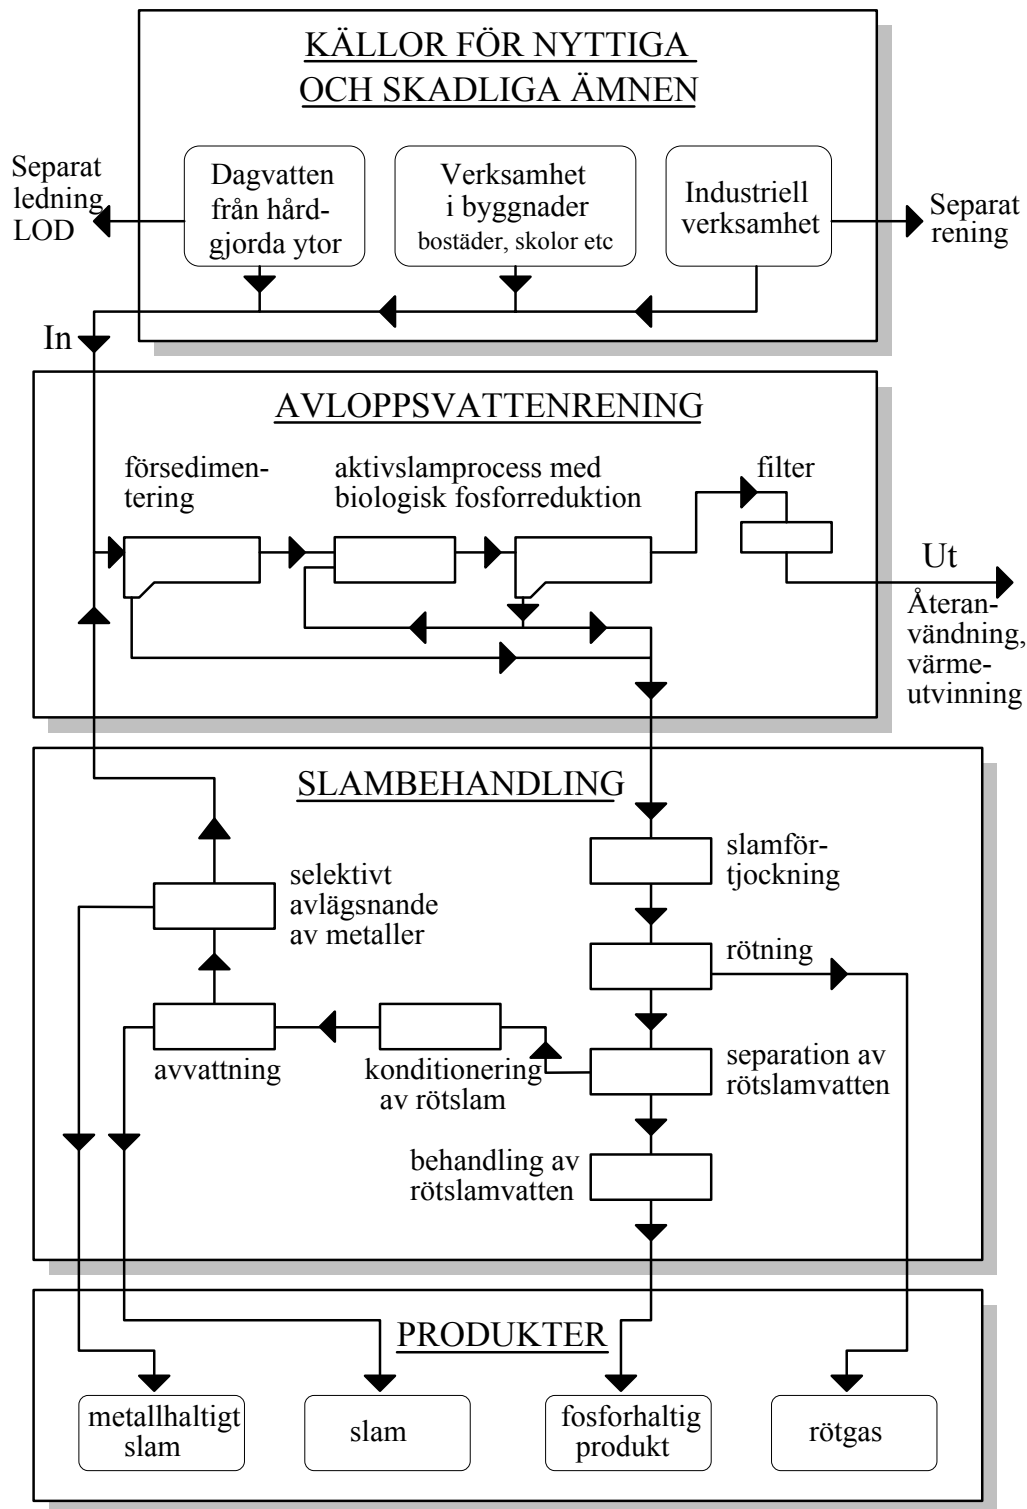 KÄLLOR FÖR NYTTIGA
OCH SKADLIGA ÄMNEN
Separat
ledning
LOD
Dagvatten
från hård-
gjorda ytor
Verksamhet
i byggnader
bostäder, skolor etc
Industriell
verksamhet
Separat
rening
In
AVLOPPSVATTENRENING
försedimen-
tering
aktivslamprocess med
biologisk fosforreduktion
filter
Ut
Återan-
vändning,
värme-
utvinning
SLAMBEHANDLING
slamför-
tjockning
selektivt
avlägsnande
av metaller
rötning
avvattning
konditionering
av rötslam
separation av
rötslamvatten
behandling av
rötslamvatten
PRODUKTER
metallhaltigt
slam
slam
fosforhaltig
produkt
rötgas